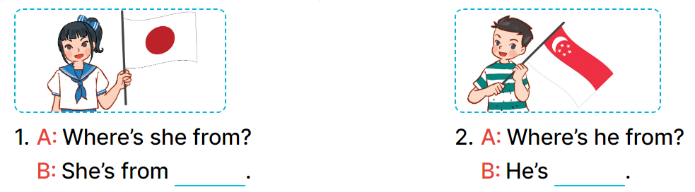 1. A: Where's she from?
B: She's from ______.
2. A: Where's he from?
B: He's ______.